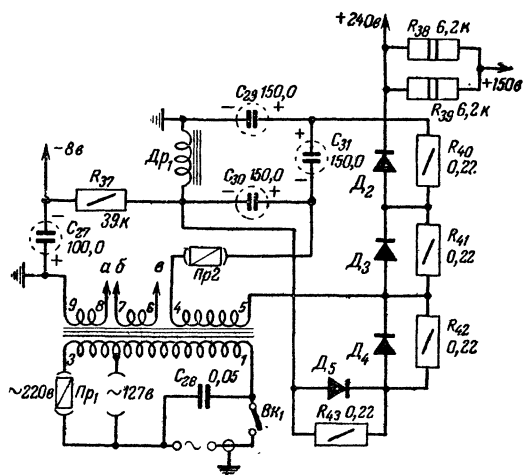 +240в
R38 6,2к
+150в
R39 6,2к
C29 150,0
-8в
Др1
C31 150,0
R40 0,22
R37 39к
C30 150,0
Д2
C27 100,0
Пр2
Д3
R41 0,22
а б в
9 8 7 6 4 5
3 1
Д4
R42 0,22
~220в
Пр1
~127в
C28 0,05
Вк1
Д5
R43 0,22